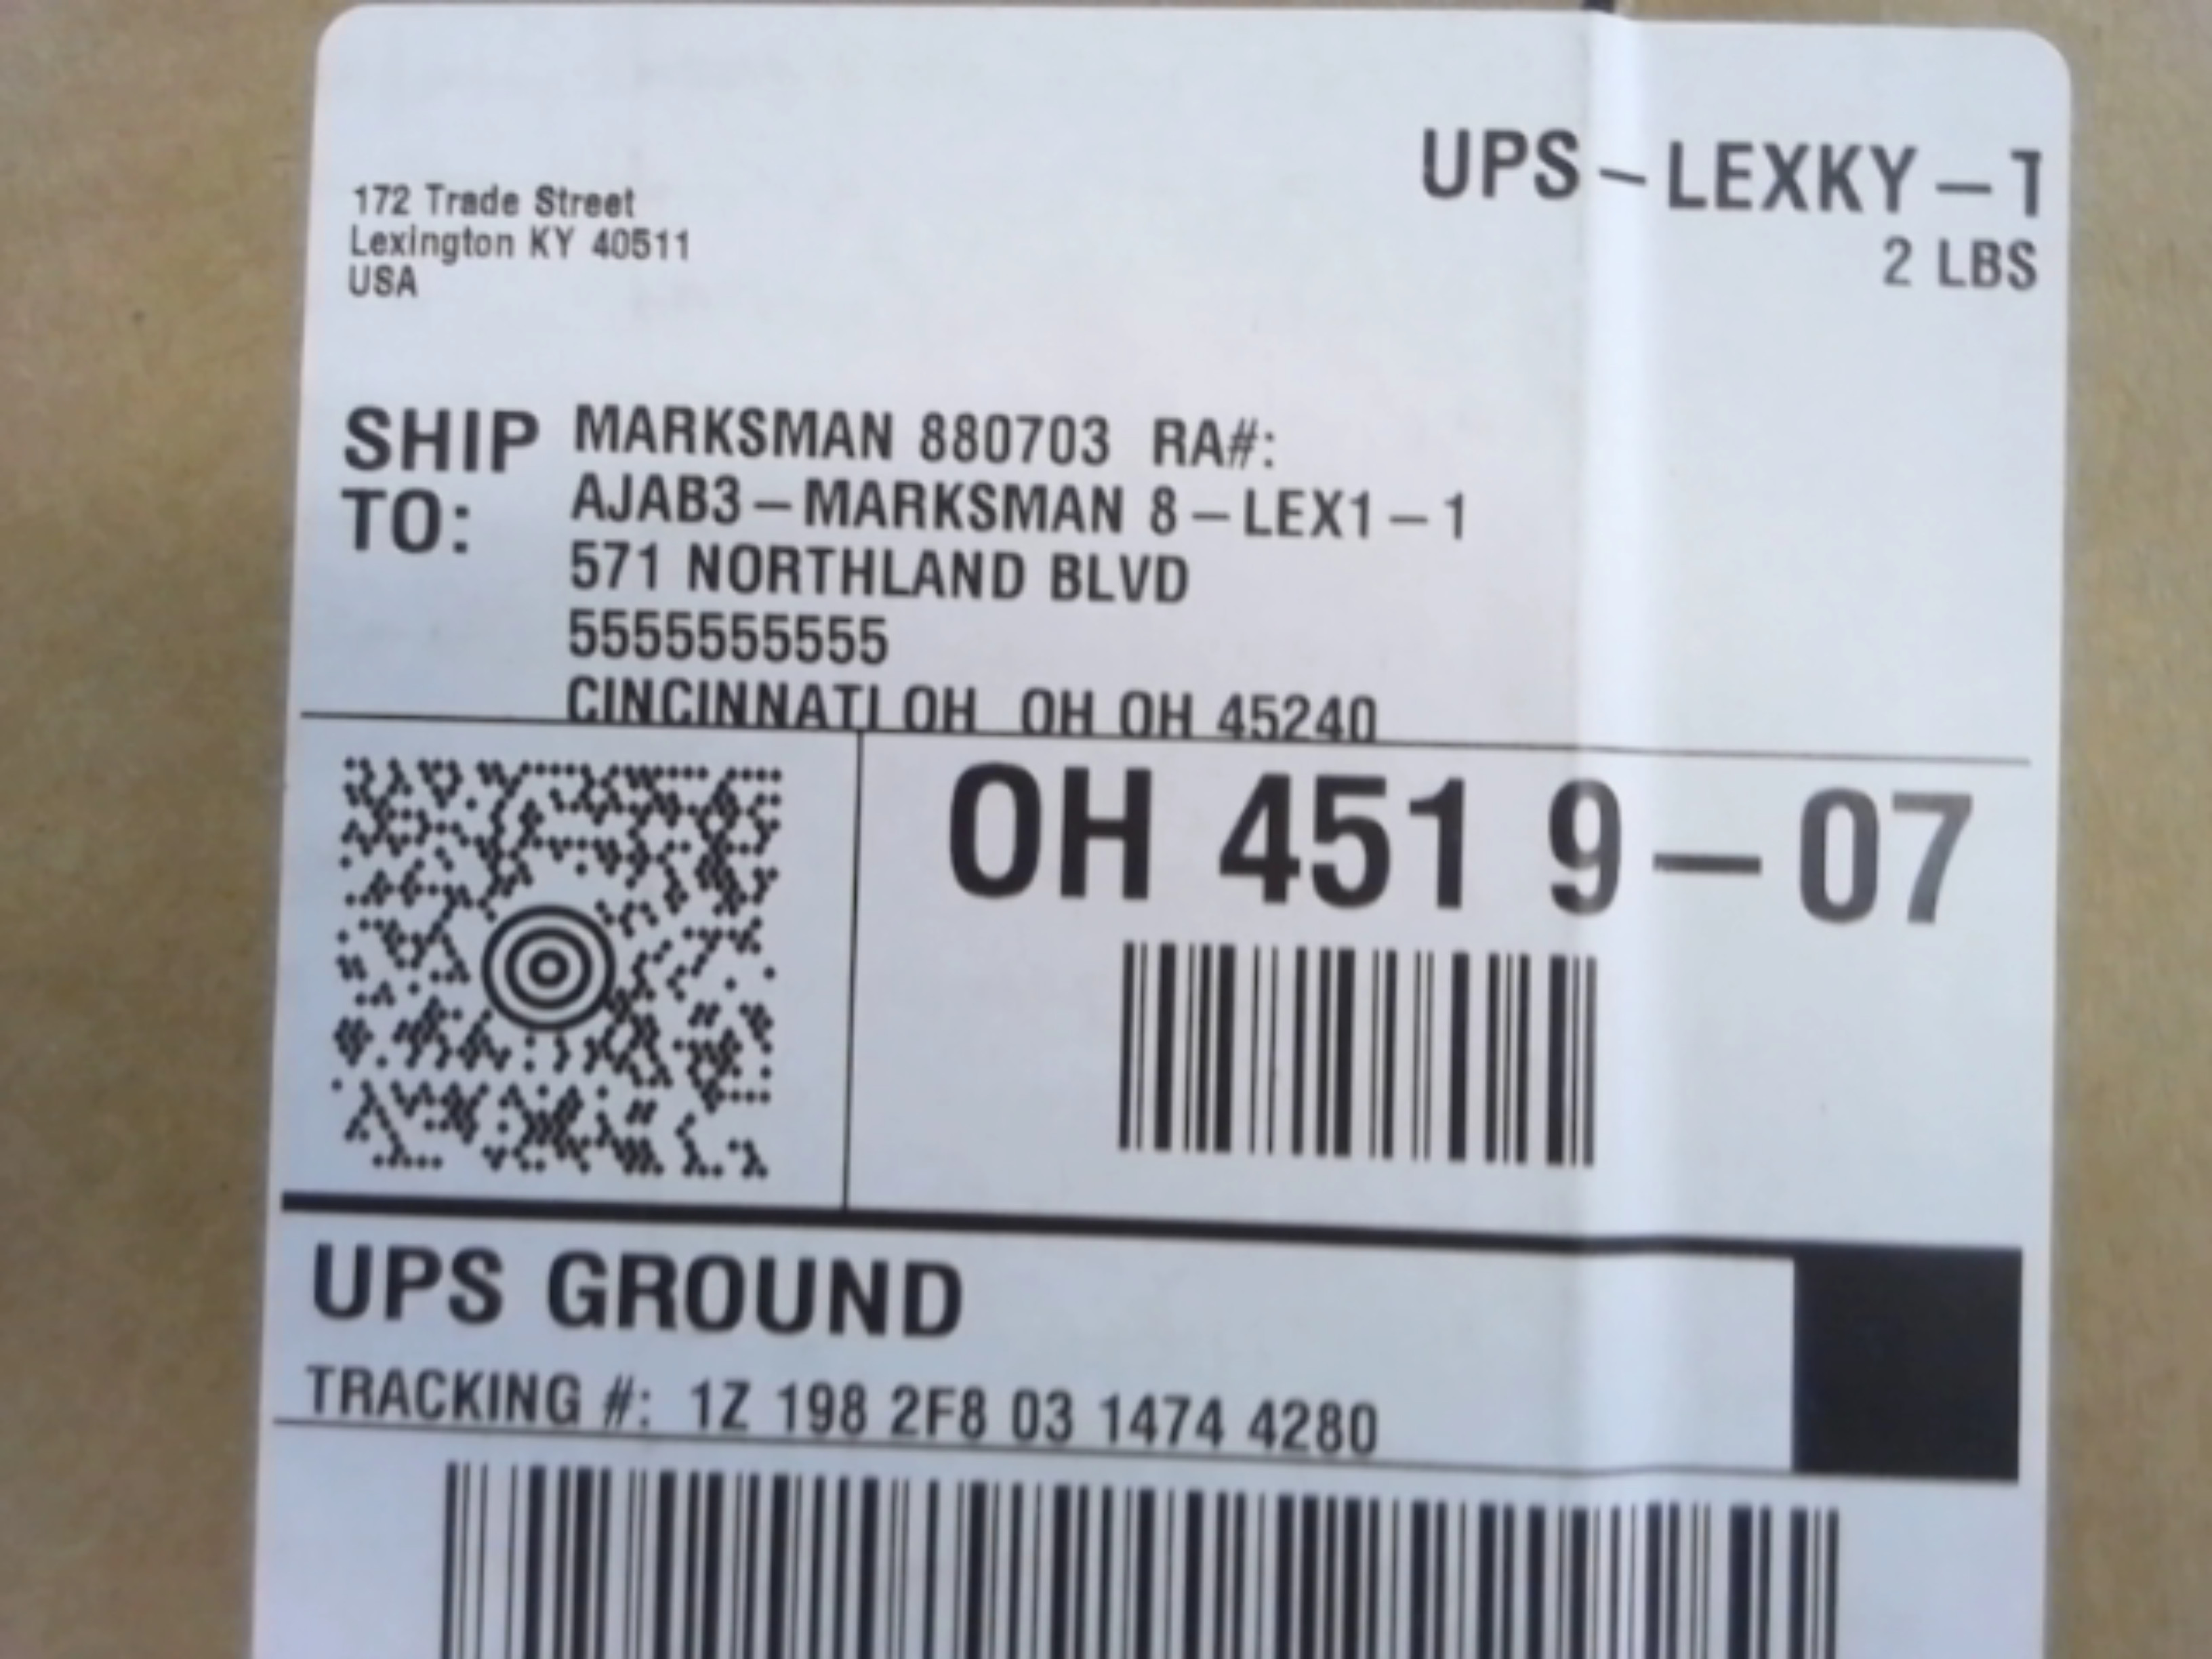 UPS-LEXKY-1
172 Trade Street
2 LBS
Lexington KY 40511
USA
SHIP TO:
MARKSMAN 880703 RA#:
AJAB3-MARKSMAN 8-LEX1-1
571 NORTHLAND BLVD
5555555555
CINCINNATI OH OH OH 45240
OH 451 9-07
UPS GROUND
TRACKING #: 1Z 198 2F8 03 1474 4280